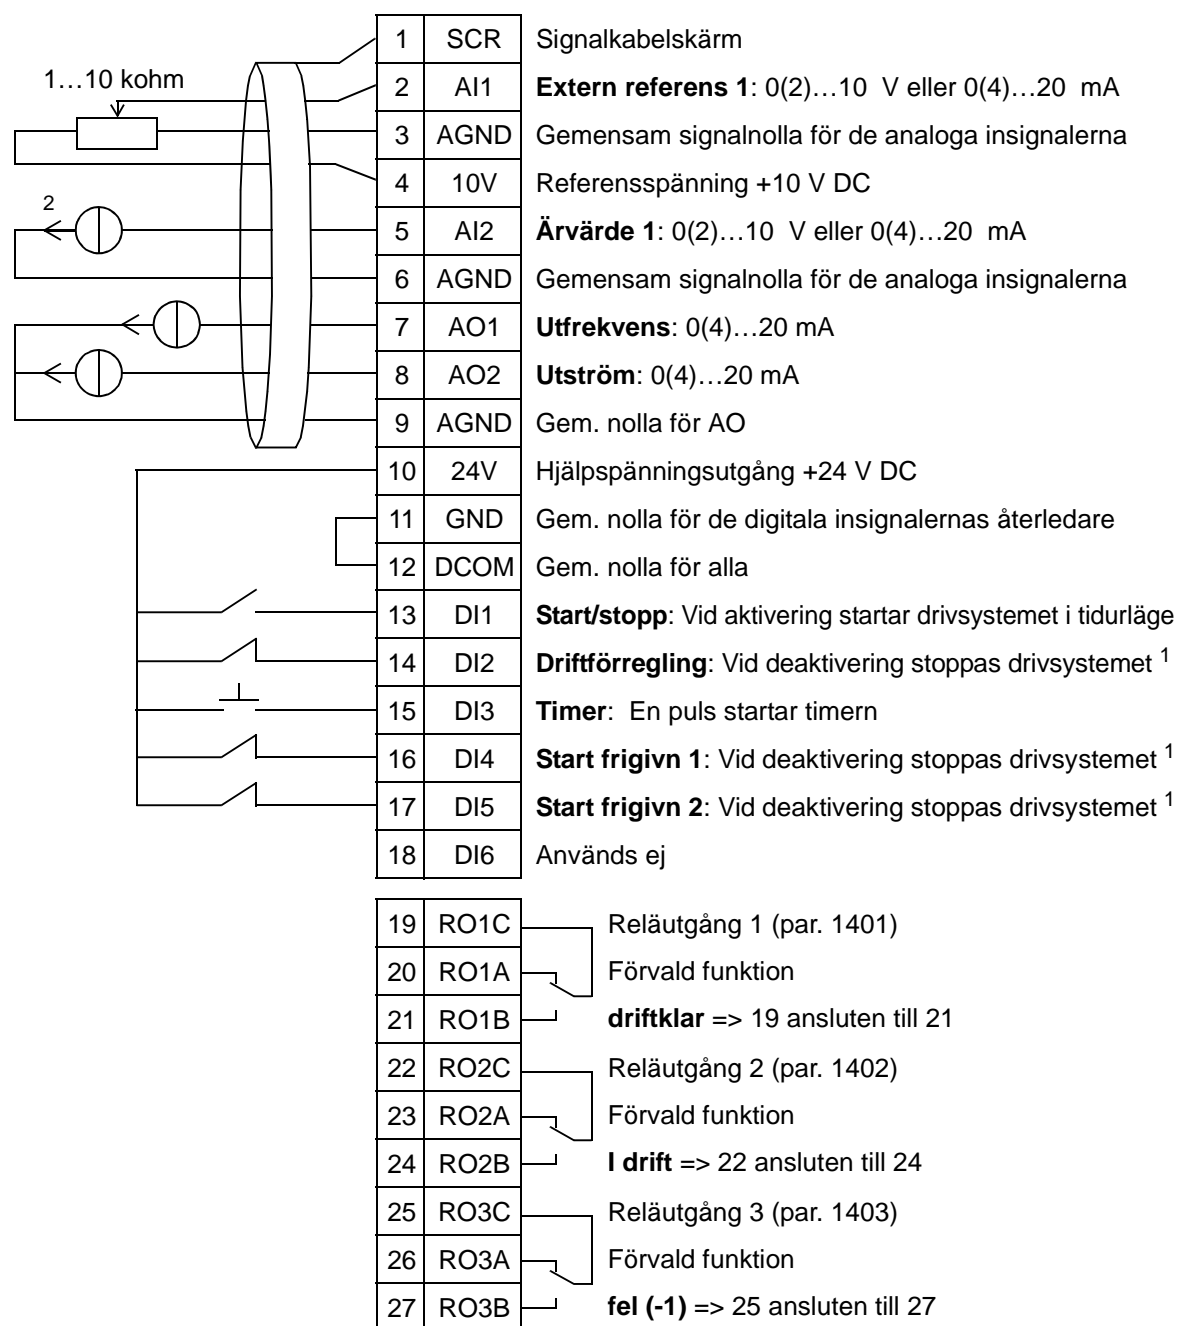 1 SCR Signalkabelskärm
1…10 kohm
2 AI1 Extern referens 1: 0(2)…10 V eller 0(4)…20 mA
3 AGND Gemensam signalnolla för de analoga insignalerna
4 10V Referensspänning +10 V DC
2
5 AI2 Ärvärde 1: 0(2)…10 V eller 0(4)…20 mA
6 AGND Gemensam signalnolla för de analoga insignalerna
7 AO1 Utfrekvens: 0(4)…20 mA
8 AO2 Utström: 0(4)…20 mA
9 AGND Gem. nolla för AO
10 24V Hjälpspänningsutgång +24 V DC
11 GND Gem. nolla för de digitala insignalernas återledare
12 DCOM Gem. nolla för alla
13 DI1 Start/stopp: Vid aktivering startar drivsystemet i tidurläge
14 DI2 Driftförregling: Vid deaktivering stoppas drivsystemet 1
15 DI3 Timer: En puls startar timern
16 DI4 Start frigivn 1: Vid deaktivering stoppas drivsystemet 1
17 DI5 Start frigivn 2: Vid deaktivering stoppas drivsystemet 1
18 DI6 Används ej
19 RO1C Reläutgång 1 (par. 1401)
20 RO1A Förvald funktion
21 RO1B driftklar => 19 ansluten till 21
22 RO2C Reläutgång 2 (par. 1402)
23 RO2A Förvald funktion
24 RO2B I drift => 22 ansluten till 24
25 RO3C Reläutgång 3 (par. 1403)
26 RO3A Förvald funktion
27 RO3B fel (-1) => 25 ansluten till 27